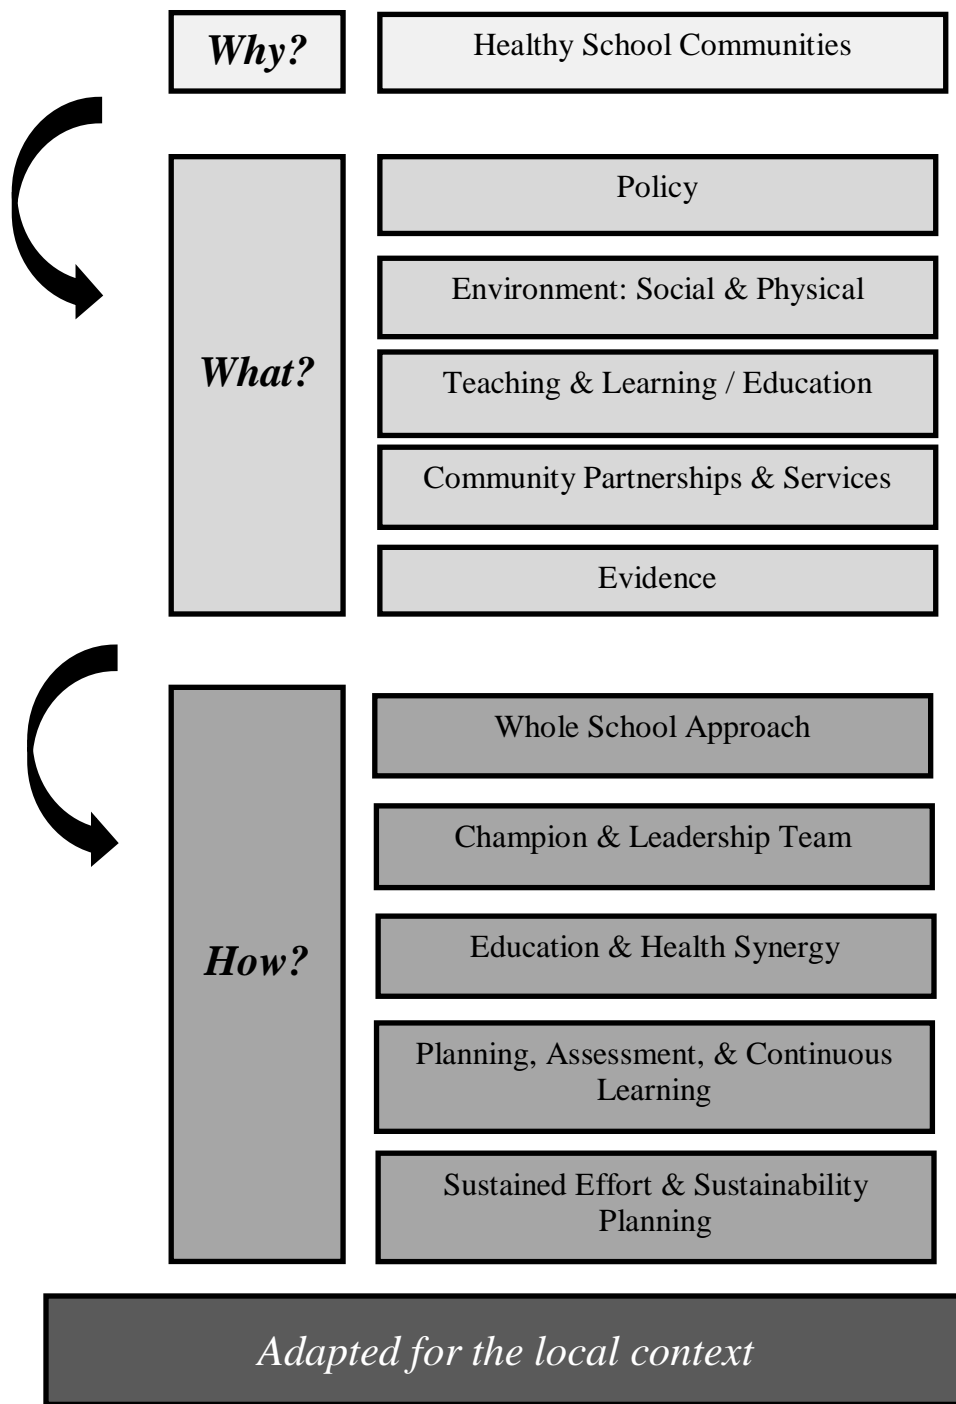 Why?
Healthy School Communities
What?
Policy
Environment: Social & Physical
Teaching & Learning / Education
Community Partnerships & Services
Evidence
How?
Whole School Approach
Champion & Leadership Team
Education & Health Synergy
Planning, Assessment, & Continuous
Learning
Sustained Effort & Sustainability
Planning
Adapted for the local context